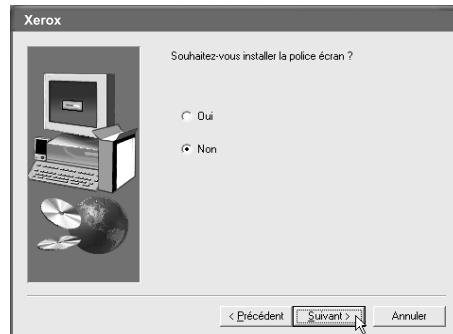 Xerox
Souhaitez-vous installer la police écran ?
Oui
Non
< Précédent
Suivant >
Annuler